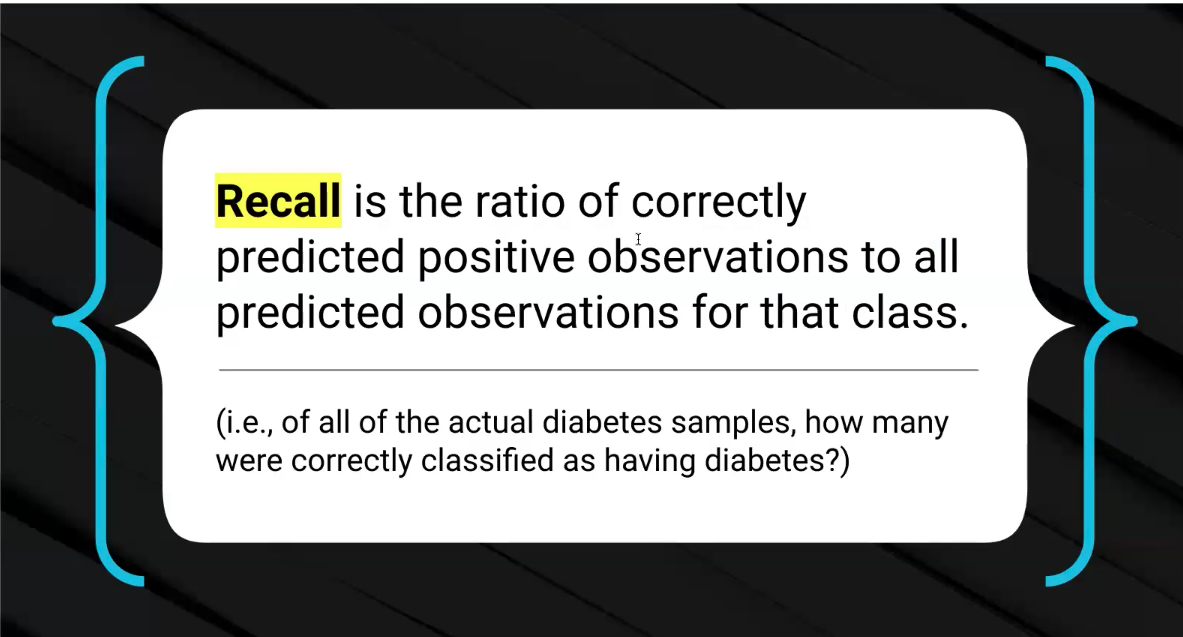 Recall is the ratio of correctly
predicted positive observations to all
predicted observations for that class.
(i.e., of all of the actual diabetes samples, how many
were correctly classified as having diabetes?)